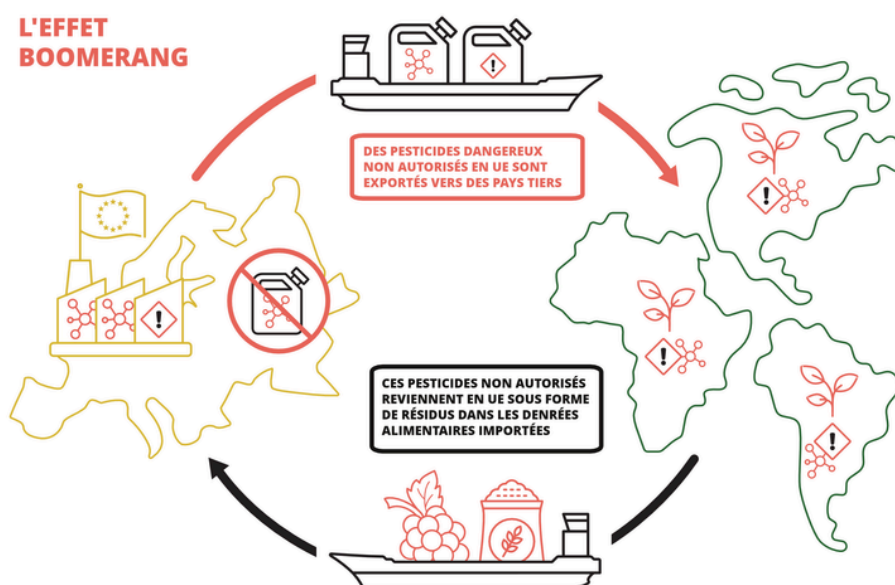 L'EFFET
BOOMERANG
DES PESTICIDES DANGEREUX
NON AUTORISÉS EN UE SONT
EXPORTÉS VERS DES PAYS TIERS
CES PESTICIDES NON AUTORISÉS
REVIENNENT EN UE SOUS FORME
DE RÉSIDUS DANS LES DENRÉES
ALIMENTAIRES IMPORTÉES